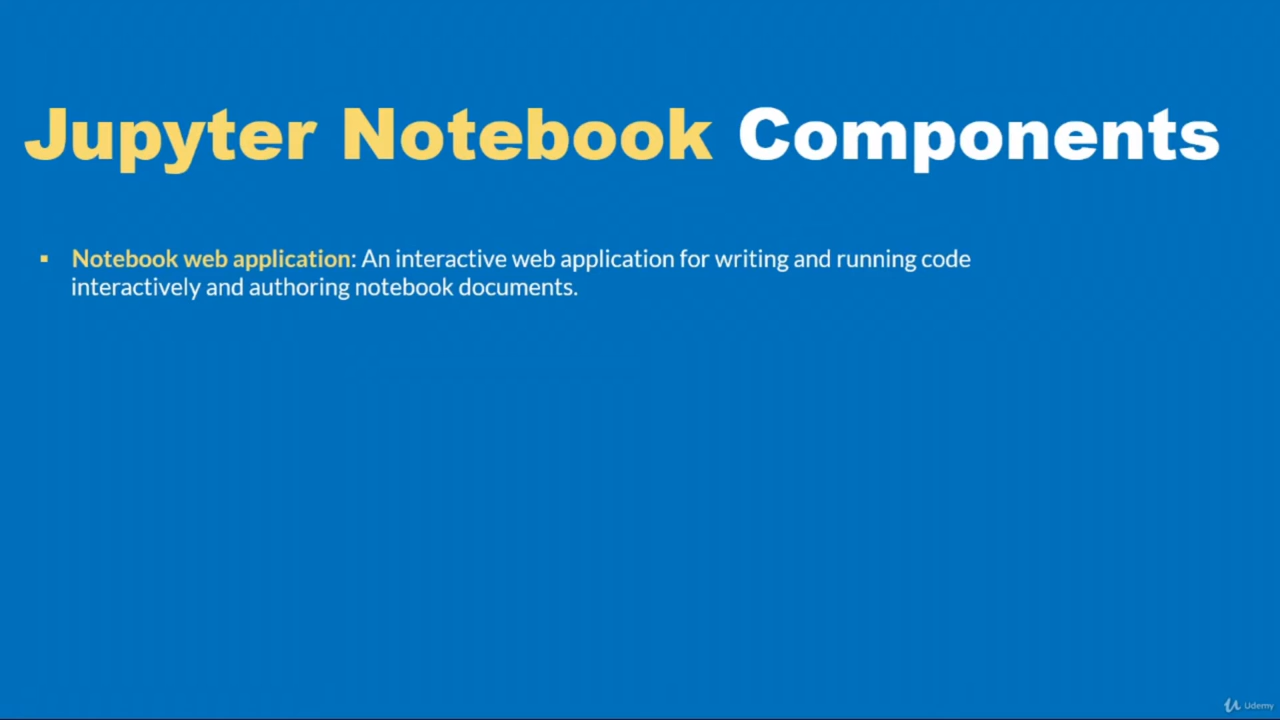 Jupyter Notebook Components
▪ Notebook web application: An interactive web application for writing and running code
interactively and authoring notebook documents.
Udemy